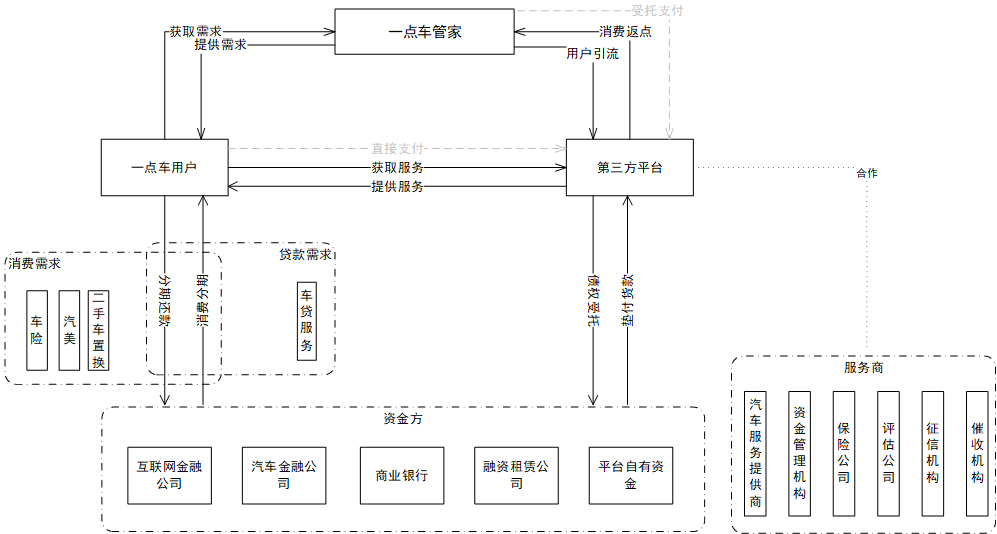 受托支付
获取需求
一点车管家
消费返点
提供需求
用户引流
直接支付
一点车用户
获取服务
第三方平台
提供服务
合作
消费需求
贷款需求
分期还款
消费分期
债权受托
垫付货款
车险
汽美
二手车置换
车贷服务
服务商
资金方
汽车服务提供商
资金管理机构
保险公司
评估公司
征信机构
催收机构
互联网金融
公司
汽车金融公
司
商业银行
融资租赁公
司
平台自有资
金